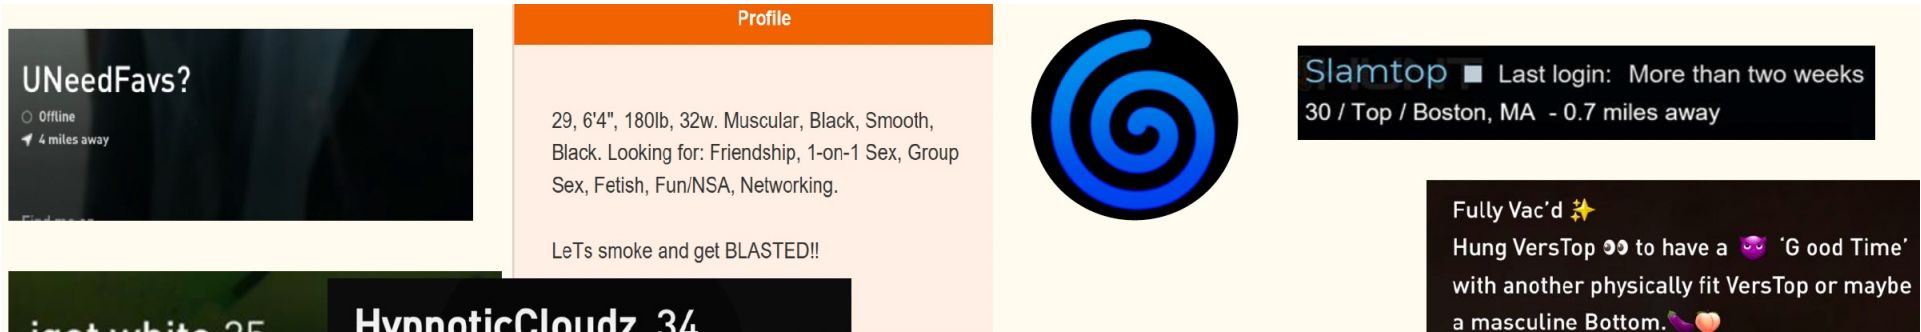 UNeedFavs?
Offline
4 miles away
Profile
29, 6'4", 180lb, 32w. Muscular, Black, Smooth,
Black. Looking for: Friendship, 1-on-1 Sex, Group
Sex, Fetish, Fun/NSA, Networking.
LeTs smoke and get BLASTED!!
HypnoticCloudz 34
Slamtop Last login: More than two weeks
30 / Top / Boston, MA - 0.7 miles away
Fully Vac'd ✨
Hung VersTop 👀 to have a 😈 'G ood Time'
with another physically fit VersTop or maybe
a masculine Bottom.🍆🍑